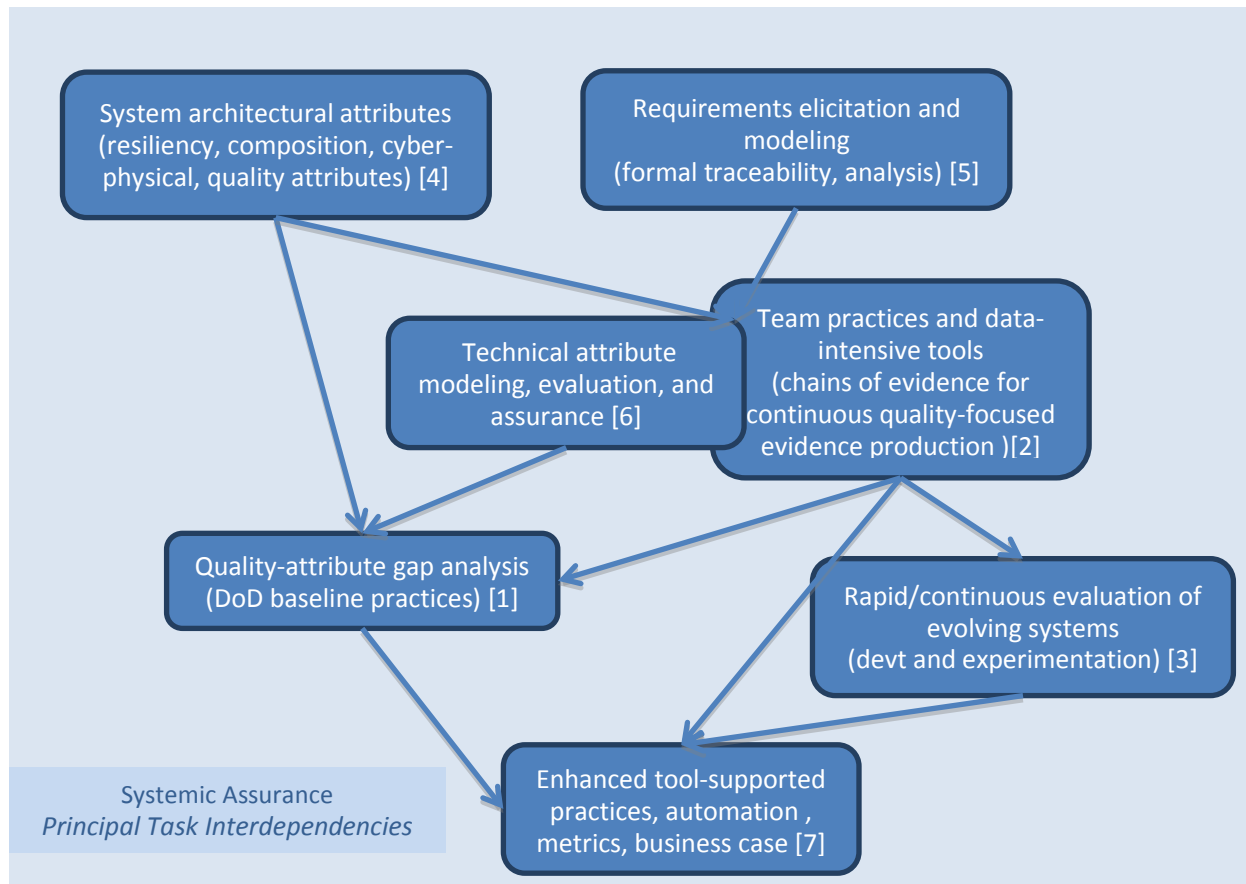 System architectural attributes
(resiliency, composition, cyber-
physical, quality attributes) [4]
Requirements elicitation and
modeling
(formal traceability, analysis) [5]
Technical attribute
modeling, evaluation, and
assurance [6]
Team practices and data-
intensive tools
(chains of evidence for
continuous quality-focused
evidence production )[2]
Quality-attribute gap analysis
(DoD baseline practices) [1]
Rapid/continuous evaluation of
evolving systems
(devt and experimentation) [3]
Enhanced tool-supported
practices, automation ,
metrics, business case [7]
Systemic Assurance
Principal Task Interdependencies